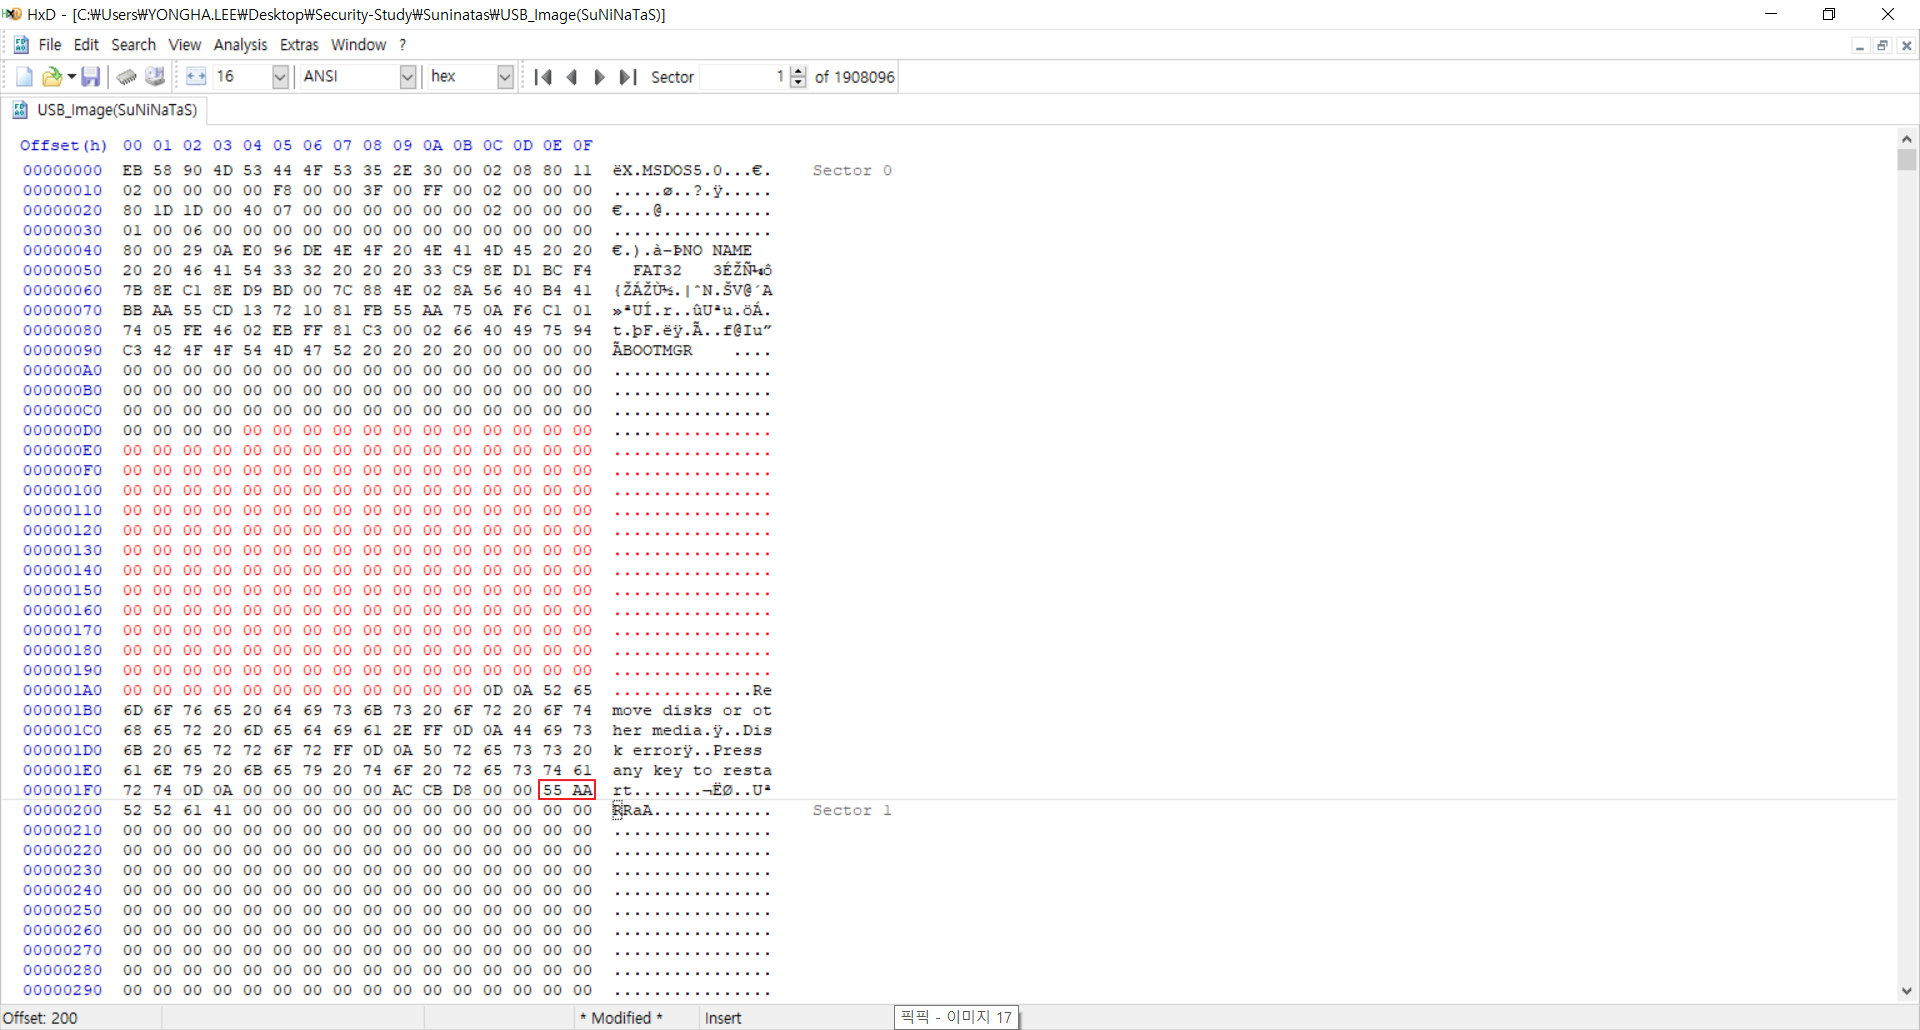 HxD - [C:₩Users₩YONGHA.LEE₩Desktop₩Security-Study₩Suninatas₩USB_Image(SuNiNaTaS)]
File Edit Search View Analysis Extras Window ?
16 ANSI hex Sector 1 of 1908096
USB_Image(SuNiNaTaS)
Offset(h) 00 01 02 03 04 05 06 07 08 09 0A 0B 0C 0D 0E 0F
00000000 EB 58 90 4D 53 44 4F 53 35 2E 30 00 02 08 80 11 ëX.MSDOS5.0...€. Sector 0
00000010 02 00 00 00 00 F8 00 00 3F 00 FF 00 02 00 00 00 .....ø..?.ÿ.....
00000020 80 1D 1D 00 40 07 00 00 00 00 00 00 02 00 00 00 €...@...........
00000030 01 00 06 00 00 00 00 00 00 00 00 00 00 00 00 00 ................
00000040 80 00 29 0A E0 96 DE 4E 4F 20 4E 41 4D 45 20 20 €.).à–ÞNO NAME
00000050 20 20 46 41 54 33 32 20 20 20 33 C9 8E D1 BC F4 FAT32 3ÉŽÑ¼ô
00000060 7B 8E C1 8E D9 BD 00 7C 88 4E 02 8A 56 40 B4 41 {ŽÁŽÙ½.|ˆN.ŠV@´A
00000070 BB AA 55 CD 13 72 10 81 FB 55 AA 75 0A F6 C1 01 »ªUÍ.r..ûUªu.öÁ.
00000080 74 05 FE 46 02 EB FF 81 C3 00 02 66 40 49 75 94 t.þF.ëÿ.Ã..f@Iu”
00000090 C3 42 4F 4F 54 4D 47 52 20 20 20 20 00 00 00 00 ÃBOOTMGR ....
000000A0 00 00 00 00 00 00 00 00 00 00 00 00 00 00 00 00 ................
000000B0 00 00 00 00 00 00 00 00 00 00 00 00 00 00 00 00 ................
000000C0 00 00 00 00 00 00 00 00 00 00 00 00 00 00 00 00 ................
000000D0 00 00 00 00 00 00 00 00 00 00 00 00 00 00 00 00 ................
000000E0 00 00 00 00 00 00 00 00 00 00 00 00 00 00 00 00 ................
000000F0 00 00 00 00 00 00 00 00 00 00 00 00 00 00 00 00 ................
00000100 00 00 00 00 00 00 00 00 00 00 00 00 00 00 00 00 ................
00000110 00 00 00 00 00 00 00 00 00 00 00 00 00 00 00 00 ................
00000120 00 00 00 00 00 00 00 00 00 00 00 00 00 00 00 00 ................
00000130 00 00 00 00 00 00 00 00 00 00 00 00 00 00 00 00 ................
00000140 00 00 00 00 00 00 00 00 00 00 00 00 00 00 00 00 ................
00000150 00 00 00 00 00 00 00 00 00 00 00 00 00 00 00 00 ................
00000160 00 00 00 00 00 00 00 00 00 00 00 00 00 00 00 00 ................
00000170 00 00 00 00 00 00 00 00 00 00 00 00 00 00 00 00 ................
00000180 00 00 00 00 00 00 00 00 00 00 00 00 00 00 00 00 ................
00000190 00 00 00 00 00 00 00 00 00 00 00 00 00 00 00 00 ................
000001A0 00 00 00 00 00 00 00 00 00 00 00 00 0D 0A 52 65 ..............Re
000001B0 6D 6F 76 65 20 64 69 73 6B 73 20 6F 72 20 6F 74 move disks or ot
000001C0 68 65 72 20 6D 65 64 69 61 2E FF 0D 0A 44 69 73 her media.ÿ..Dis
000001D0 6B 20 65 72 72 6F 72 FF 0D 0A 50 72 65 73 73 20 k errorÿ..Press
000001E0 61 6E 79 20 6B 65 79 20 74 6F 20 72 65 73 74 61 any key to resta
000001F0 72 74 0D 0A 00 00 00 00 00 AC CB D8 00 00 55 AA rt.......¬ËØ..Uª
00000200 52 52 61 41 00 00 00 00 00 00 00 00 00 00 00 00 RRaA............ Sector 1
00000210 00 00 00 00 00 00 00 00 00 00 00 00 00 00 00 00 ................
00000220 00 00 00 00 00 00 00 00 00 00 00 00 00 00 00 00 ................
00000230 00 00 00 00 00 00 00 00 00 00 00 00 00 00 00 00 ................
00000240 00 00 00 00 00 00 00 00 00 00 00 00 00 00 00 00 ................
00000250 00 00 00 00 00 00 00 00 00 00 00 00 00 00 00 00 ................
00000260 00 00 00 00 00 00 00 00 00 00 00 00 00 00 00 00 ................
00000270 00 00 00 00 00 00 00 00 00 00 00 00 00 00 00 00 ................
00000280 00 00 00 00 00 00 00 00 00 00 00 00 00 00 00 00 ................
00000290 00 00 00 00 00 00 00 00 00 00 00 00 00 00 00 00 ................
Offset: 200 * Modified * Insert 픽픽 - 이미지 17